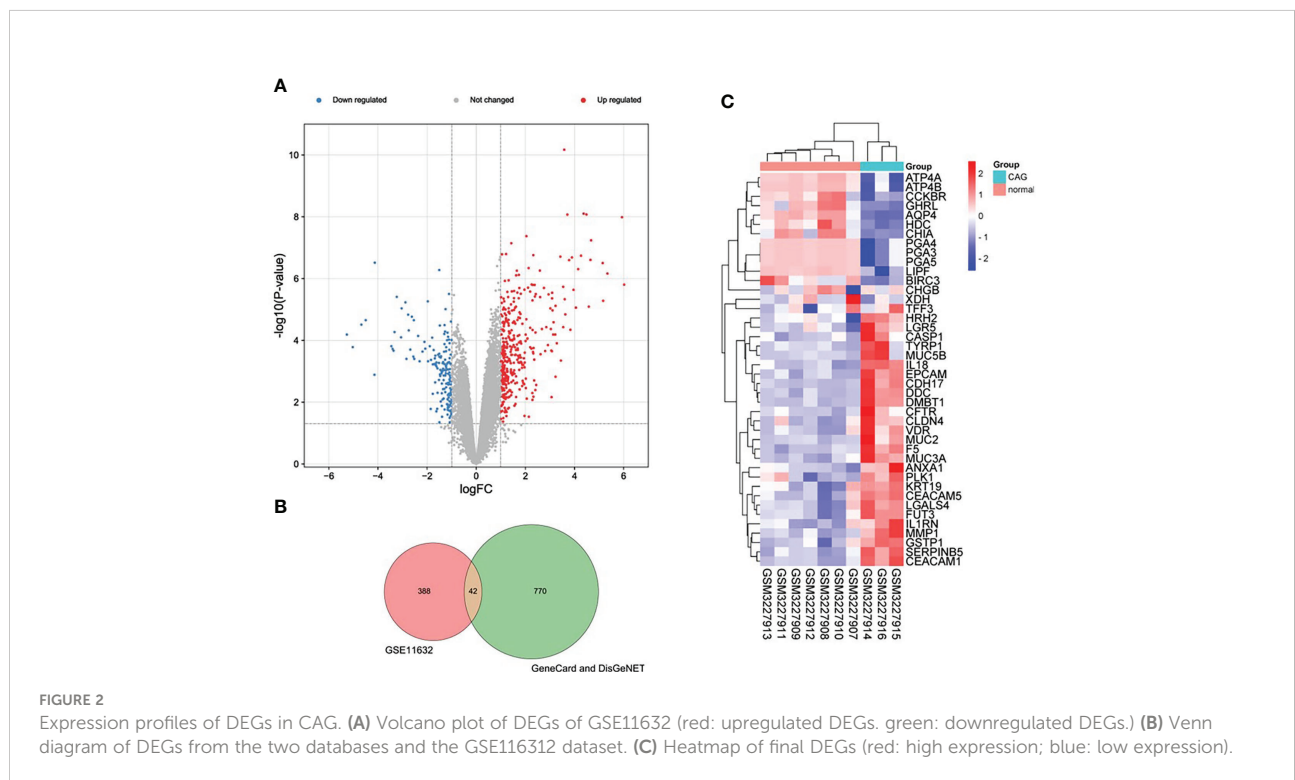 A
Down regulated
Not changed
Up regulated
10
8
6
4
2
0
-log10(P-value)
−6
−4
−2
0
2
4
6
logFC
B
388
42
770
GSE11632
GeneCard and DisGeNET
C
Group
ATP4A
ATP4B
CCKBR
GHRL
AQP4
HDC
CHIA
PGA4
PGA3
PGA5
LIPF
BIRC3
CHGB
XDH
TFF3
HRH2
LGR5
CASP1
TYRP1
MUC5B
IL18
EPCAM
CDH17
DDC
DMBT1
CFTR
CLDN4
VDR
MUC2
F5
MUC3A
ANXA1
PLK1
KRT19
CEACAM5
LGALS4
FUT3
IL1RN
MMP1
GSTP1
SERPINB5
CEACAM1
GSM3227913
GSM3227911
GSM3227909
GSM3227912
GSM3227908
GSM3227910
GSM3227907
GSM3227914
GSM3227916
GSM3227915
2
1
0
-1
-2
Group
CAG
normal
FIGURE 2
Expression profiles of DEGs in CAG. (A) Volcano plot of DEGs of GSE11632 (red: upregulated DEGs. green: downregulated DEGs.) (B) Venn
diagram of DEGs from the two databases and the GSE116312 dataset. (C) Heatmap of final DEGs (red: high expression; blue: low expression).